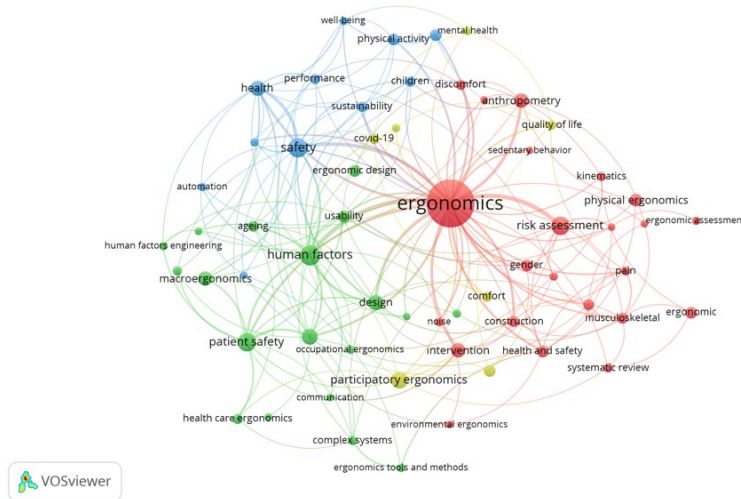 well-being
mental health
physical activity
performance
children
discomfort
health
anthropometry
sustainability
quality of life
covid-19
safety
sedentary behavior
ergonomic design
kinematics
automation
ergonomics
physical ergonomics
usability
risk assessment
ergonomic assessment
ageing
human factors engineering
human factors
gender
pain
macroergonomics
design
comfort
noise
construction
musculoskeletal
ergonomic
patient safety
occupational ergonomics
intervention
health and safety
systematic review
participatory ergonomics
communication
health care ergonomics
environmental ergonomics
complex systems
ergonomics tools and methods
VOSviewer